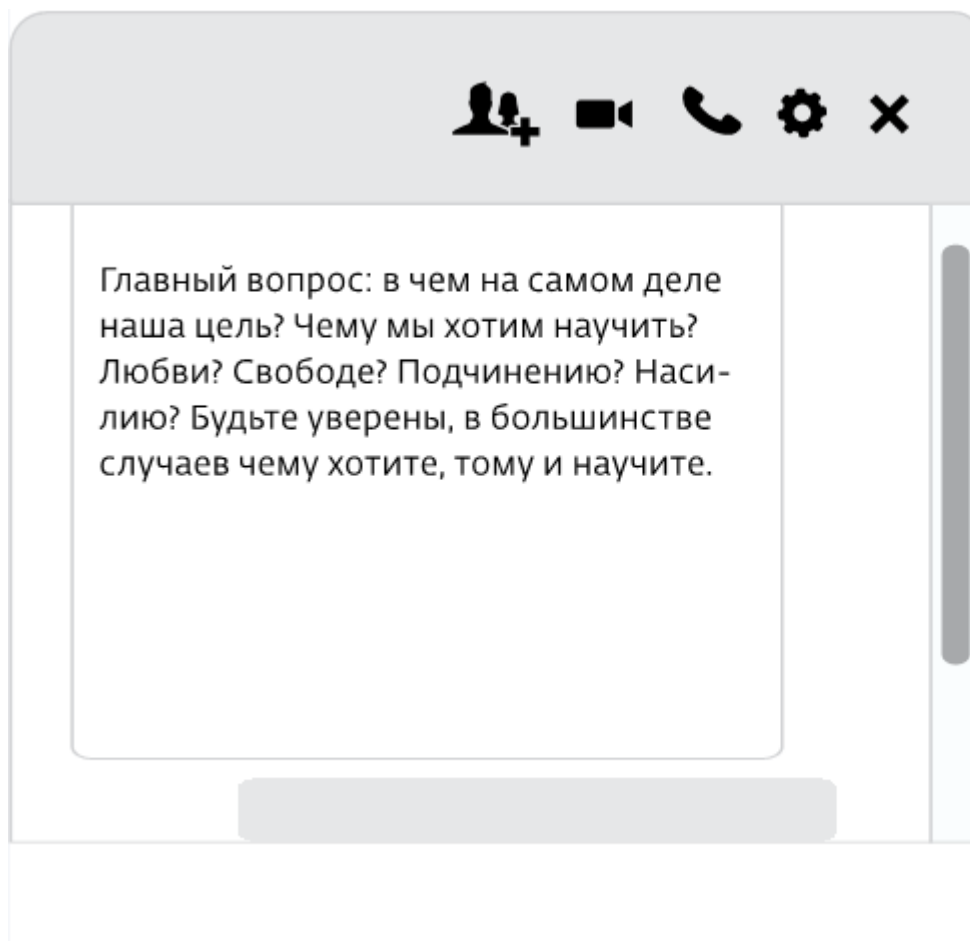 Главный вопрос: в чем на самом деле
наша цель? Чему мы хотим научить?
Любви? Свободе? Подчинению? Наси-
лию? Будьте уверены, в большинстве
случаев чему хотите, тому и научите.